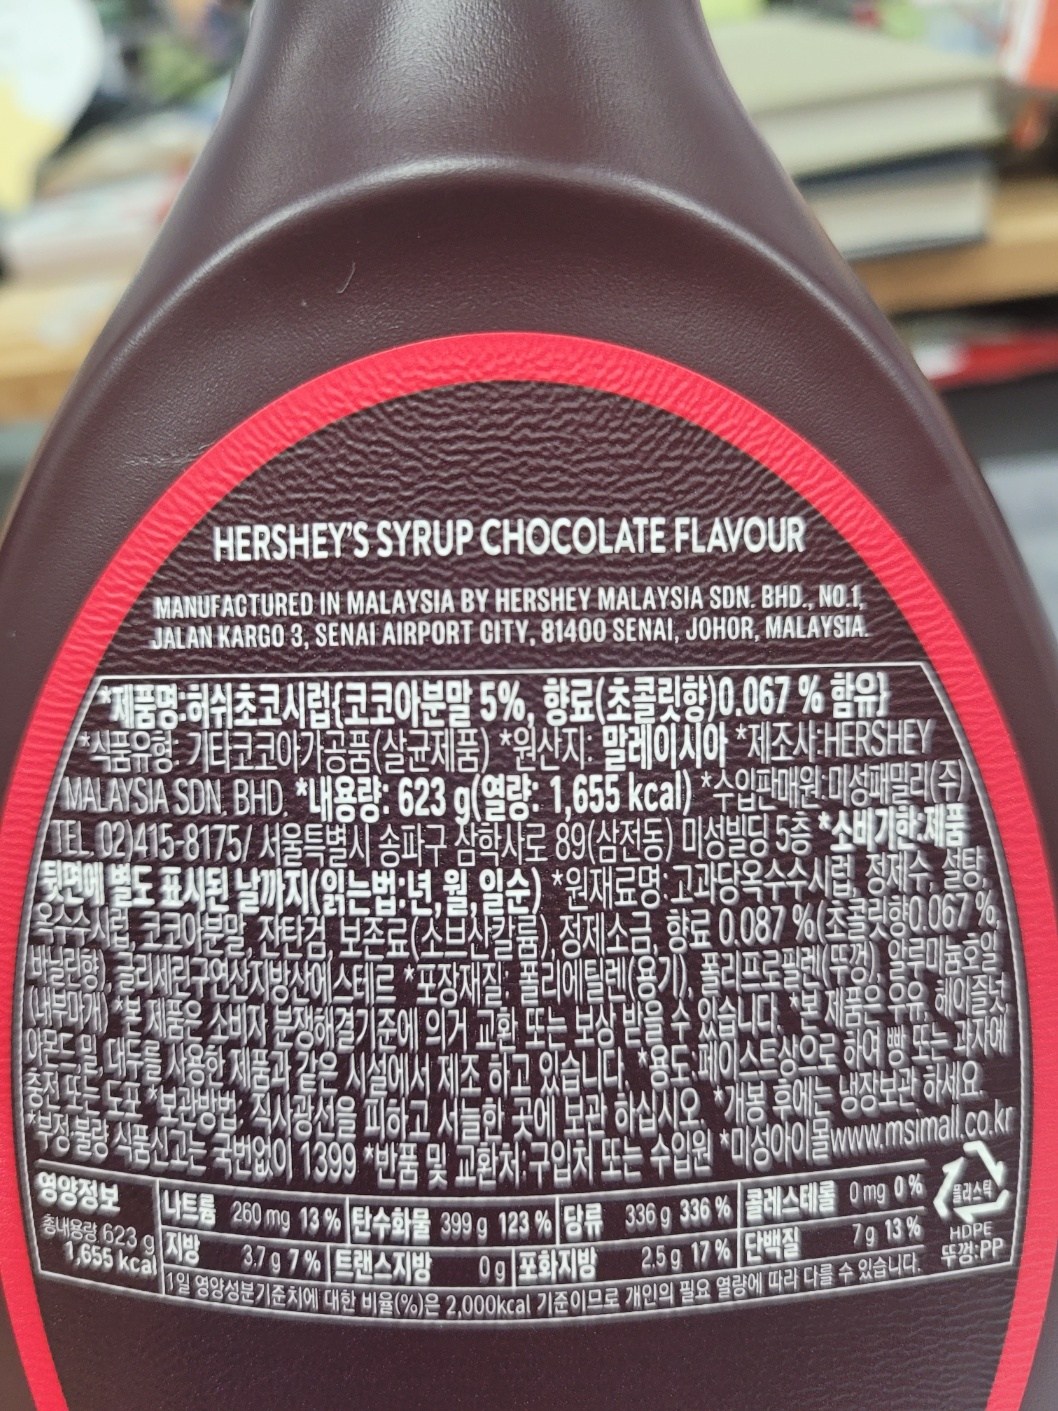 HERSHEY'S SYRUP CHOCOLATE FLAVOUR
MANUFACTURED IN MALAYSIA BY HERSHEY MALAYSIA SDN. BHD., NO.1,
JALAN KARGO 3, SENAI AIRPORT CITY, 81400 SENAI, JOHOR, MALAYSIA.
*제품명:허쉬초코시럽{코코아분말 5%, 향료(초콜릿향)0.067 % 함유}
*식품유형: 기타코코아가공품(살균제품) *원산지: 말레이시아 *제조사:HERSHEY
MALAYSIA SDN. BHD. *내용량: 623 g(열량: 1,655 kcal) *수입판매원:미성패밀리(주)
TEL. 02)415-8175/ 서울특별시 송파구 삼학사로 89(삼전동) 미성빌딩 5층 *소비기한:제품
뒷면에 별도 표시된 날까지(읽는법:년,월,일순) *원재료명:고과당옥수수시럽, 정제수, 설탕,
옥수수시럽, 코코아분말, 잔탄검, 보존료(소브산칼륨), 정제소금, 향료 0.087 %(초콜릿향0.067 %,
바닐린향), 글리세린구연산지방산에스테르 *포장재질: 폴리에틸렌(용기), 폴리프로필렌(뚜껑), 알루미늄호일
(내부마개) *본 제품은 소비자 분쟁해결기준에 의거 교환 또는 보상 받을 수 있습니다. *본 제품은 우유, 헤이즐넛,
아몬드 및 대두를 사용한 제품과 같은 시설에서 제조 하고 있습니다. *용도:페이스트상으로 하여 빵 또는 과자에
충전 또는 도포 *보관방법: 직사광선을 피하고 서늘한 곳에 보관 하십시오. *개봉 후에는 냉장보관 하세요.
*부정·불량 식품신고는 국번없이 1399 *반품 및 교환처:구입처 또는 수입원 *미성아이몰www.msimall.co.kr
영양정보
총내용량 623 g
1,655 kcal
나트륨 260 mg 13 % 탄수화물 399 g 123 % 당류 336 g 336 % 콜레스테롤 0 mg 0 %
지방 3.7 g 7 % 트랜스지방 0 g 포화지방 2.5 g 17 % 단백질 7 g 13 %
1일 영양성분기준치에 대한 비율(%)은 2,000kcal 기준이므로 개인의 필요 열량에 따라 다를 수 있습니다.
플라스틱
HDPE
뚜껑:PP